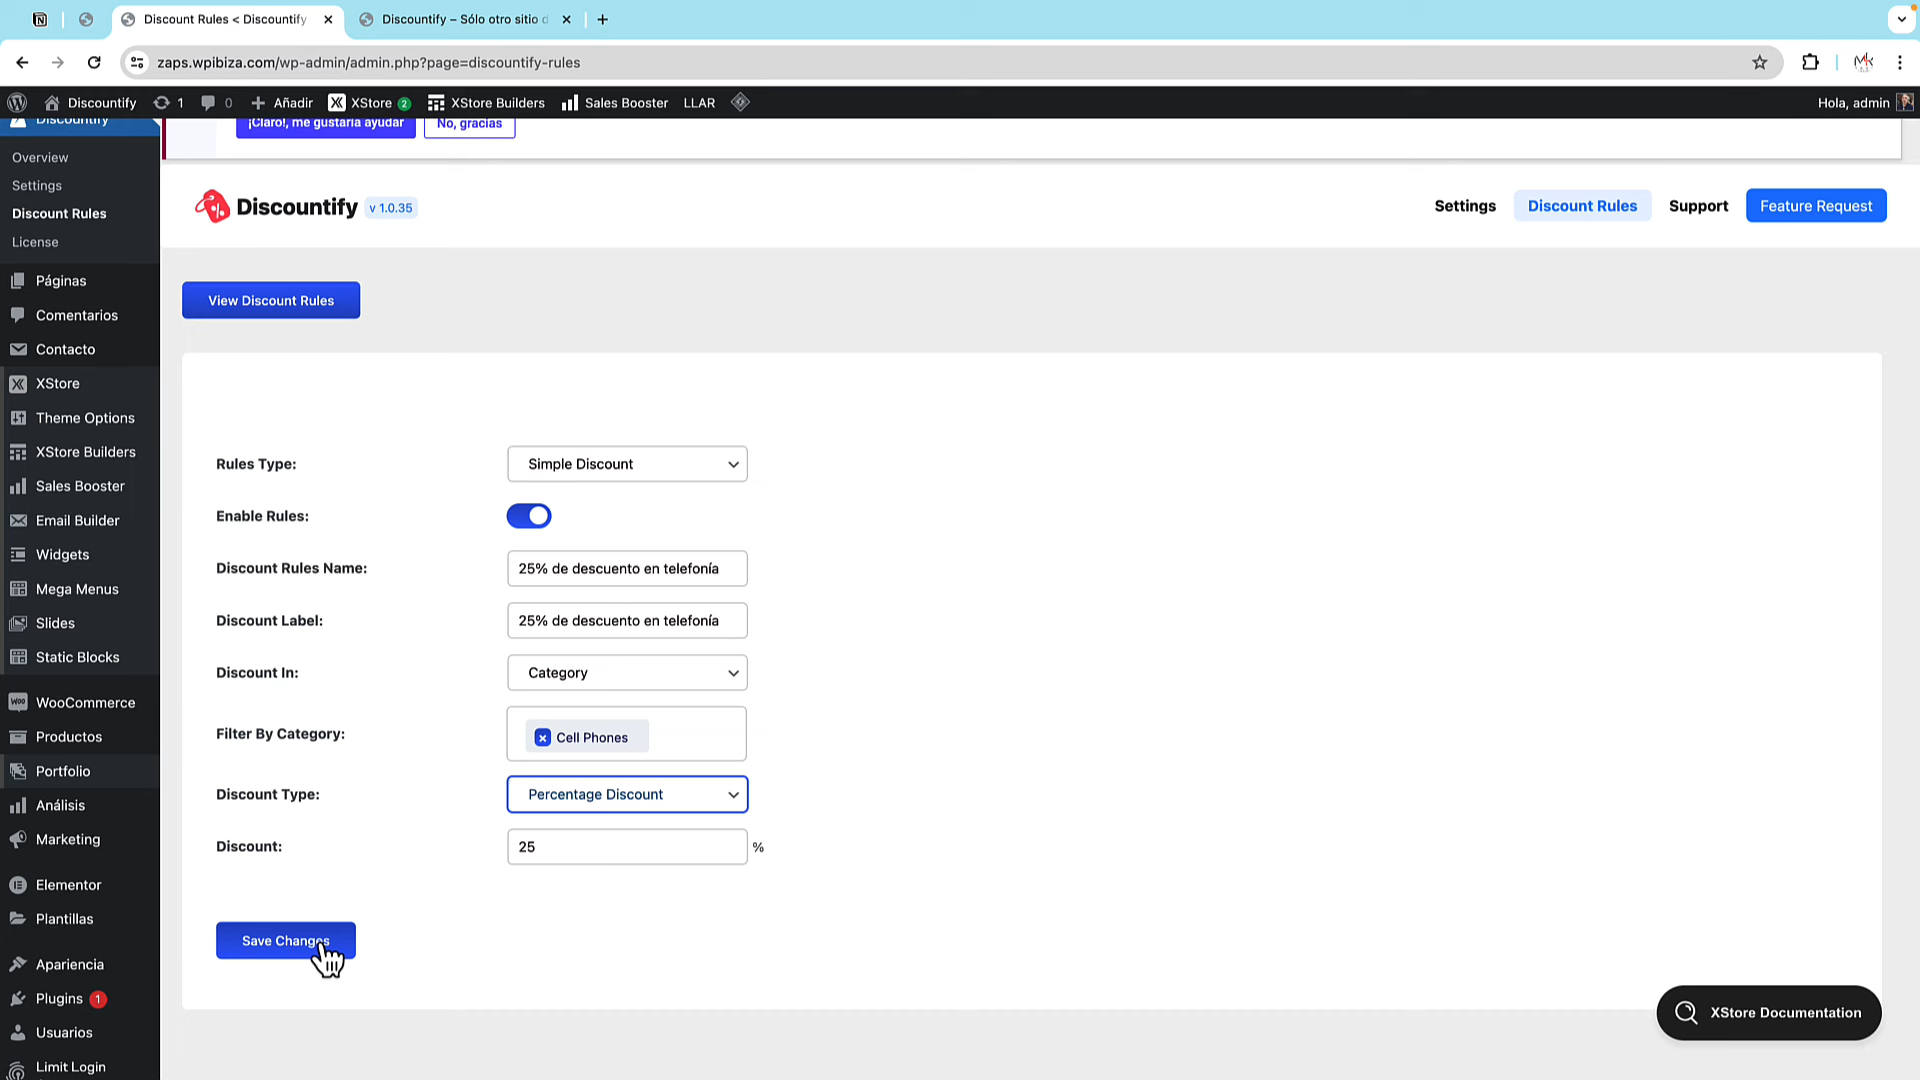 Discount Rules < Discountify
Discountify – Sólo otro sitio d
zaps.wpibiza.com/wp-admin/admin.php?page=discountify-rules
Discountify
1
0
Añadir
XStore 2
XStore Builders
Sales Booster
LLAR
Hola, admin
Discountify
¡Claro!, me gustaría ayudar
No, gracias
Overview
Settings
Discount Rules
License
Páginas
Comentarios
Contacto
XStore
Theme Options
XStore Builders
Sales Booster
Email Builder
Widgets
Mega Menus
Slides
Static Blocks
WooCommerce
Productos
Portfolio
Análisis
Marketing
Elementor
Plantillas
Apariencia
Plugins 1
Usuarios
Limit Login
Discountify v 1.0.35
Settings
Discount Rules
Support
Feature Request
View Discount Rules
Rules Type:
Simple Discount
Enable Rules:
Discount Rules Name:
25% de descuento en telefonía
Discount Label:
25% de descuento en telefonía
Discount In:
Category
Filter By Category:
Cell Phones
Discount Type:
Percentage Discount
Discount:
25
%
Save Changes
XStore Documentation